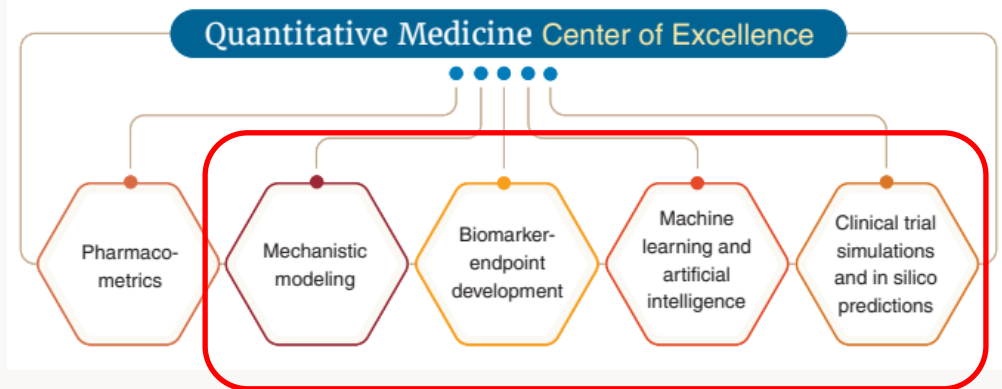 Quantitative Medicine Center of Excellence
Pharmaco-
metrics
Mechanistic
modeling
Biomarker-
endpoint
development
Machine
learning and
artificial
intelligence
Clinical trial
simulations
and in silico
predictions